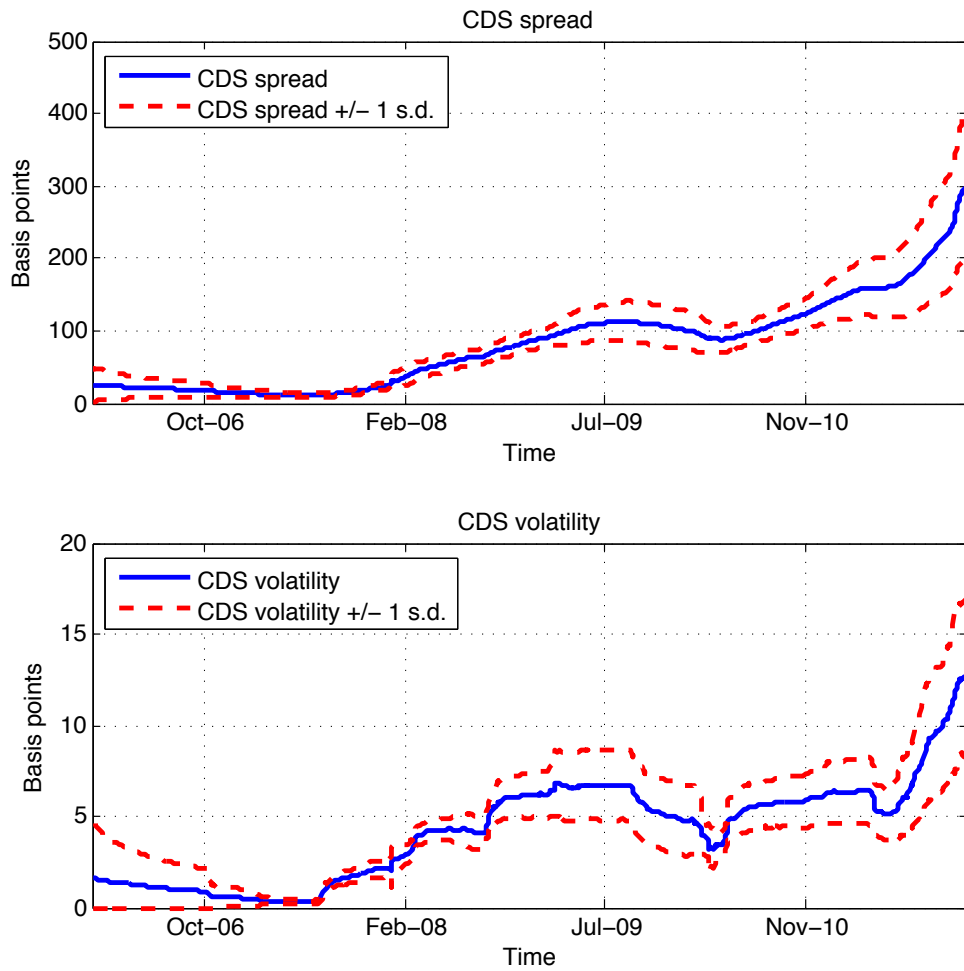 CDS spread
500
400
300
200
100
0
Basis points
CDS spread
CDS spread +/− 1 s.d.
Oct−06 Feb−08 Jul−09 Nov−10
Time
CDS volatility
20
15
10
5
0
Basis points
CDS volatility
CDS volatility +/− 1 s.d.
Oct−06 Feb−08 Jul−09 Nov−10
Time